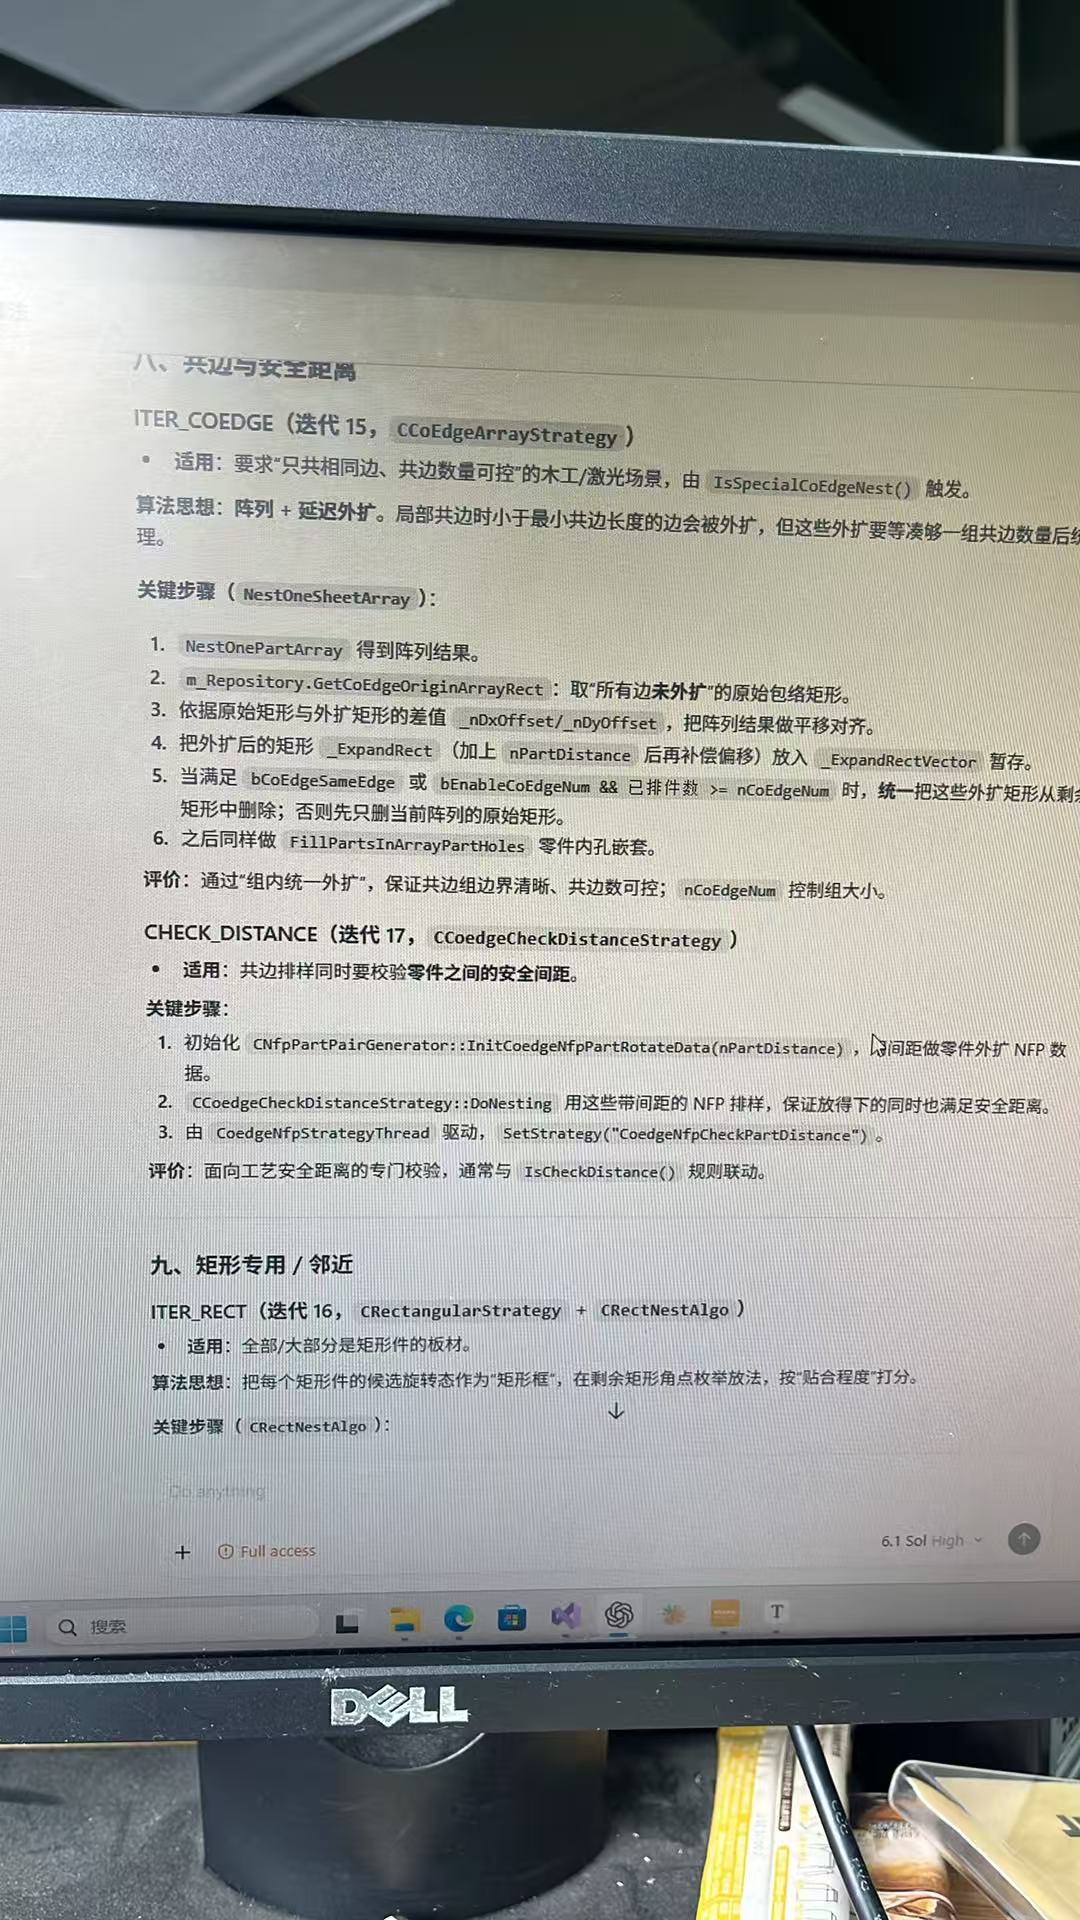 八、共边与安全距离
ITER_COEDGE（迭代 15， CCoEdgeArrayStrategy ）
• 适用：要求“只共相同边、共边数量可控”的木工/激光场景，由 IsSpecialCoEdgeNest() 触发。
算法思想：阵列 + 延迟外扩。局部共边时小于最小共边长度的边会被外扩，但这些外扩要等凑够一组共边数量后
理。
关键步骤（ NestOneSheetArray ）：
1. NestOnePartArray 得到阵列结果。
2. m_Repository.GetCoEdgeOriginArrayRect ：取“所有边未外扩”的原始包络矩形。
3. 依据原始矩形与外扩矩形的差值 _nDxOffset/_nDyOffset ，把阵列结果做平移对齐。
4. 把外扩后的矩形 _ExpandRect （加上 nPartDistance 后再补偿偏移）放入 _ExpandRectVector 暂存。
5. 当满足 bCoEdgeSameEdge 或 bEnableCoEdgeNum && 已排件数 >= nCoEdgeNum 时，统一把这些外扩矩形从剩
矩形中删除；否则先只删当前阵列的原始矩形。
6. 之后同样做 FillPartsInArrayPartHoles 零件内孔嵌套。
评价：通过“组内统一外扩”，保证共边组边界清晰、共边数可控； nCoEdgeNum 控制组大小。
CHECK_DISTANCE（迭代 17， CCoedgeCheckDistanceStrategy ）
• 适用：共边排样同时要校验零件之间的安全间距。
关键步骤：
1. 初始化 CNfpPartPairGenerator::InitCoedgeNfpPartRotateData(nPartDistance) ，间距做零件外扩 NFP 数
据。
2. CCoedgeCheckDistanceStrategy::DoNesting 用这些带间距的 NFP 排样，保证放得下的同时也满足安全距离。
3. 由 CoedgeNfpStrategyThread 驱动， SetStrategy("CoedgeNfpCheckPartDistance") 。
评价：面向工艺安全距离的专门校验，通常与 IsCheckDistance() 规则联动。
九、矩形专用 / 邻近
ITER_RECT（迭代 16， CRectangularStrategy + CRectNestAlgo ）
• 适用：全部/大部分是矩形件的板材。
算法思想：把每个矩形件的候选旋转态作为“矩形框”，在剩余矩形角点枚举放法，按“贴合程度”打分。
关键步骤（ CRectNestAlgo ）：
Do anything
+ Full access
6.1 Sol High
搜索
T
DELL